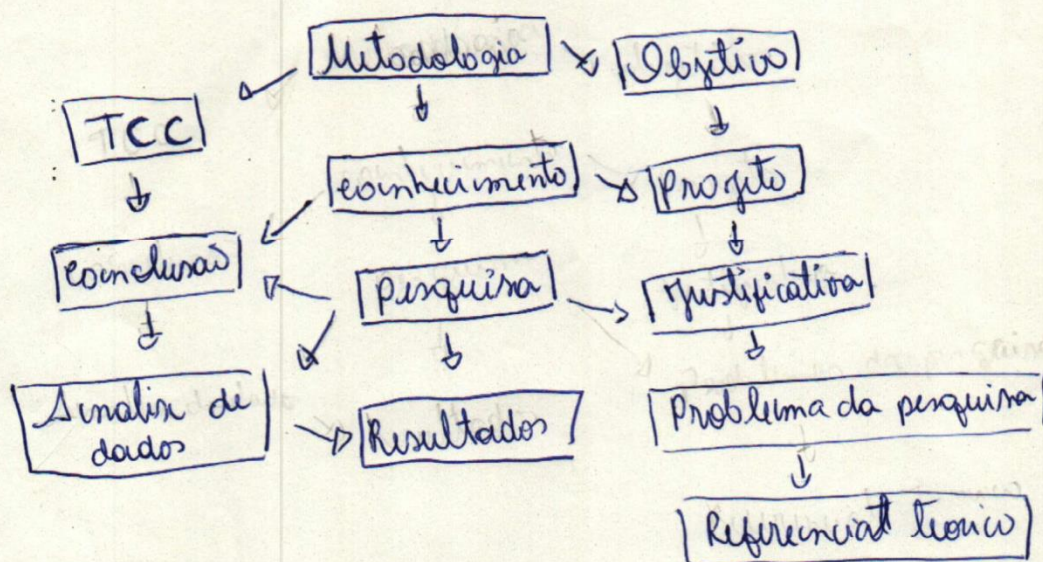 Metodologia
Objetivo
TCC
conhecimento
Projeto
conclusão
pesquisa
justificativa
Analise de
dados
Resultados
Problema da pesquisa
Referencial teorico